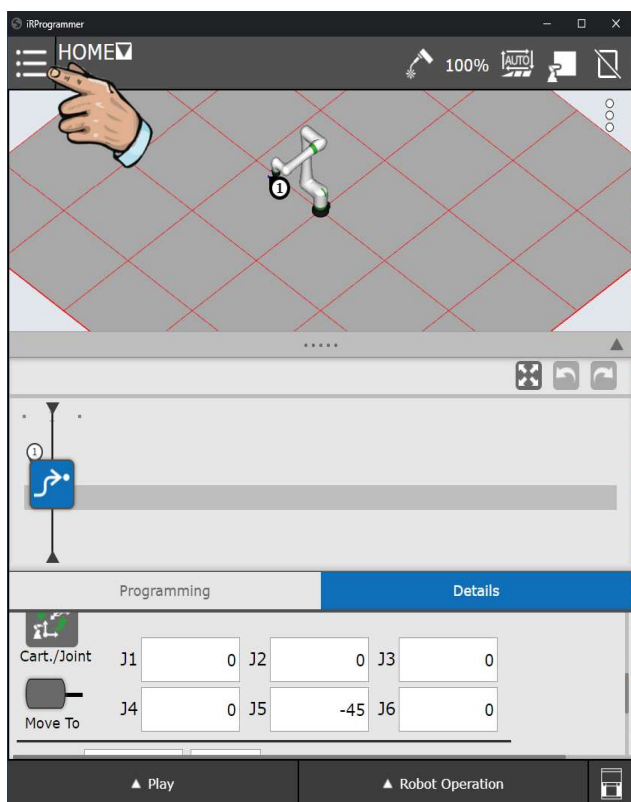 iRProgrammer
HOME
100%
AUTO
1
1
Programming
Details
Cart./Joint
J1 0 J2 0 J3 0
Move To
J4 0 J5 -45 J6 0
Play
Robot Operation